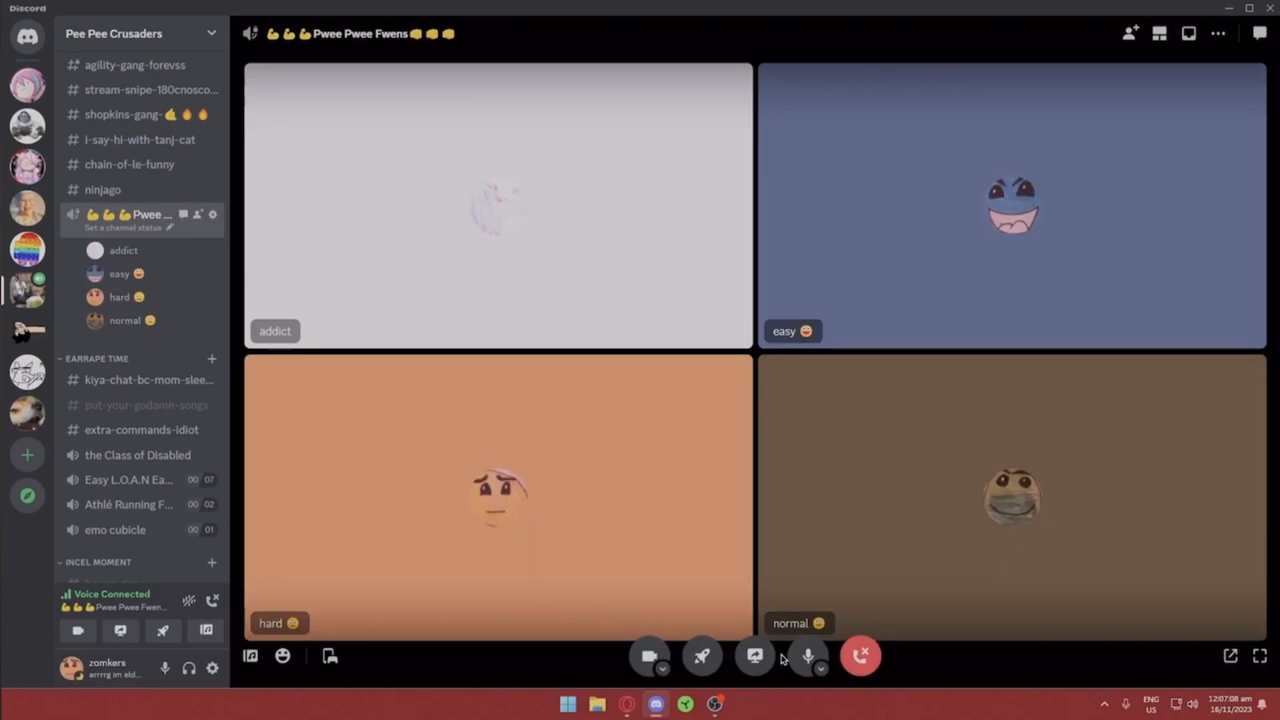 Discord
Pee Pee Crusaders
agility-gang-forevss
stream-snipe-180cnosco...
shopkins-gang-🤙🔥🔥
i-say-hi-with-tanj-cat
chain-of-le-funny
ninjago
💪💪💪Pwee ...
Set a channel status
addict
easy 😄
hard 😥
normal 🙂
EARRAPE TIME
kiya-chat-bc-mom-slee...
put-your-godamn-songs
extra-commands-idiot
the Class of Disabled
Easy L.O.A.N Ea... 00 07
Athlé Running F... 00 02
emo cubicle 00 01
INCEL MOMENT
Voice Connected
💪💪💪Pwee Pwee Fwen...
zomkers
arrrrg im eld...
💪💪💪Pwee Pwee Fwens👊👊👊
addict
easy 😄
hard 😥
normal 🙂
ENG
US
12:07:08 am
16/11/2023